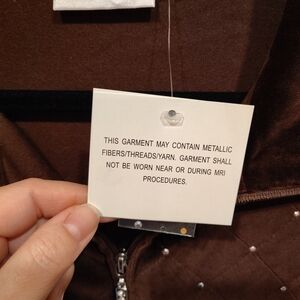 THIS GARMENT MAY CONTAIN METALLIC
FIBERS/THREADS/YARN. GARMENT SHALL
NOT BE WORN NEAR OR DURING MRI
PROCEDURES.